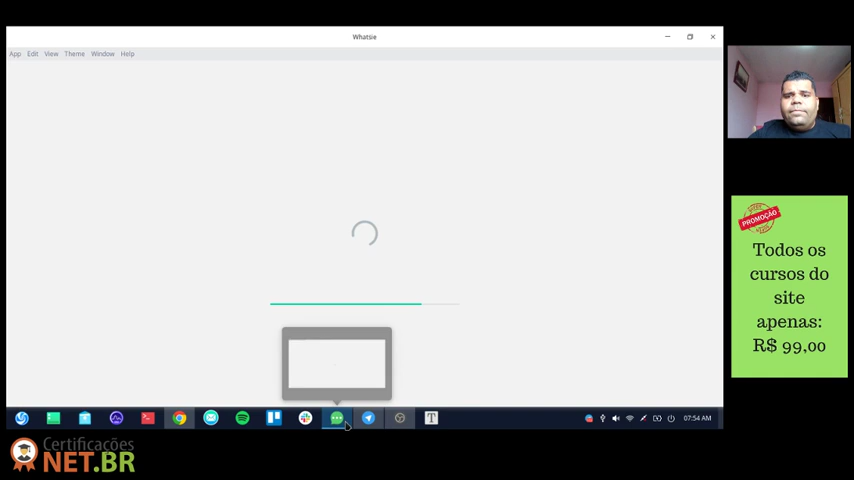 Whatsie
App Edit View Theme Window Help
PROMOÇÃO
Todos os
cursos do
site
apenas:
R$ 99,00
T
07:54 AM
Certificações
NET.BR